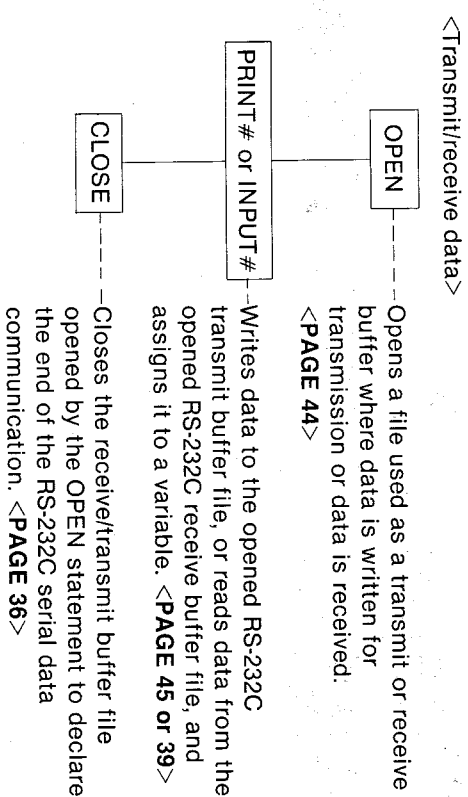 <Transmit/receive data>
OPEN
Opens a file used as a transmit or receive
buffer where data is written for
transmission or data is received.
<PAGE 44>
PRINT# or INPUT#
Writes data to the opened RS-232C
transmit buffer file, or reads data from the
opened RS-232C receive buffer file, and
assigns it to a variable. <PAGE 45 or 39>
CLOSE
Closes the receive/transmit buffer file
opened by the OPEN statement to declare
the end of the RS-232C serial data
communication. <PAGE 36>